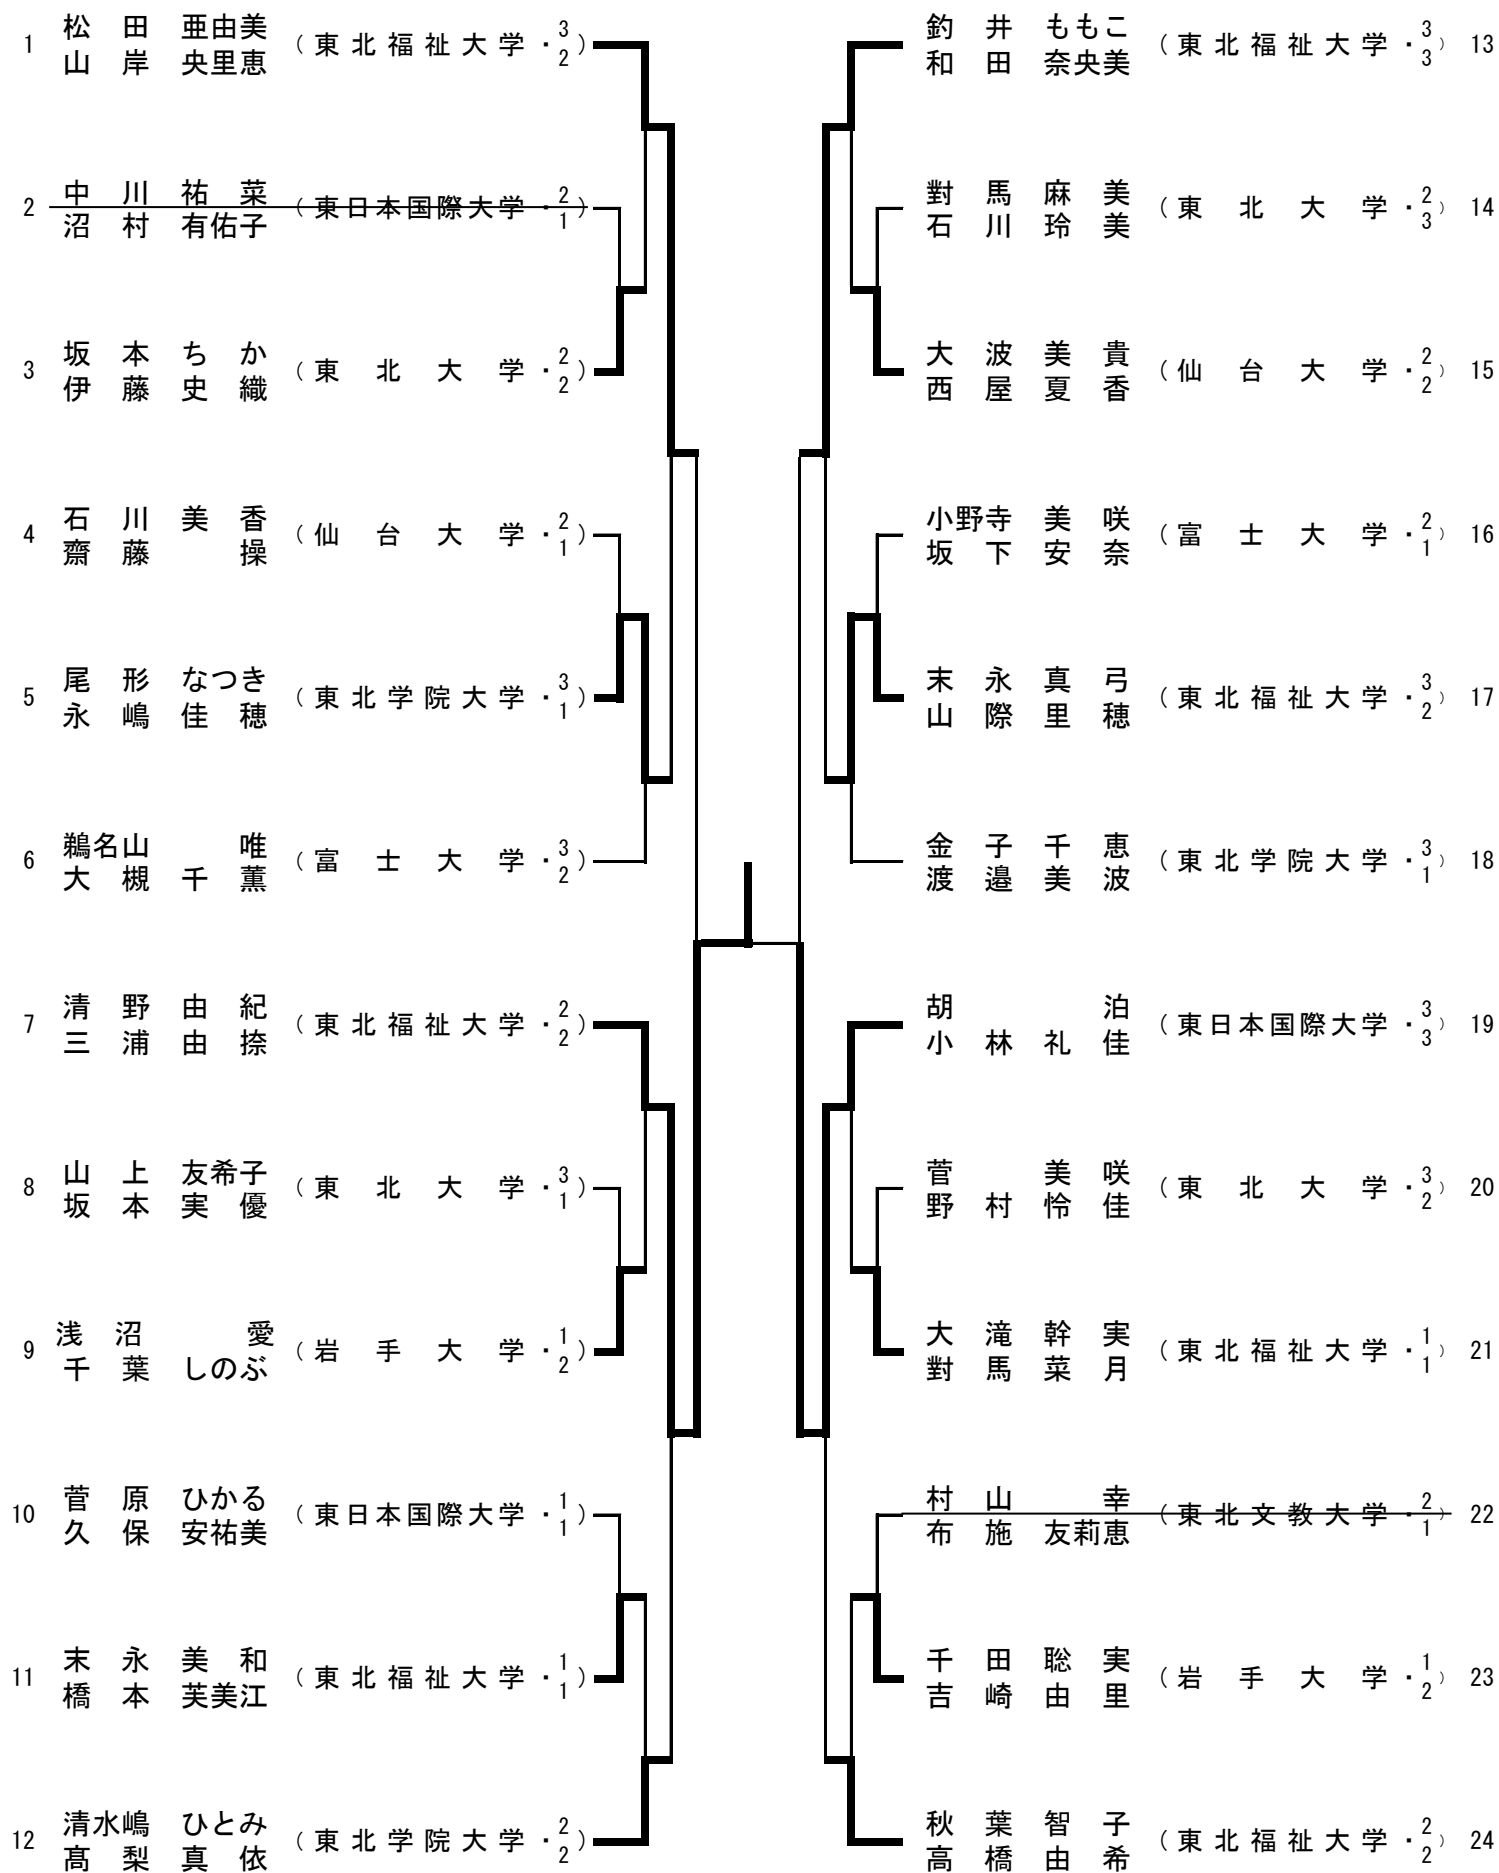 1 松田 亜由美 (東北福祉大学・3
山岸 央里恵 2)
2 中川 祐菜 (東日本国際大学・2
沼村 有佑子 1)
3 坂本 ちか (東北大学・2
伊藤 史織 2)
4 石川 美香 (仙台大学・2
齋藤 操 1)
5 尾形 なつき (東北学院大学・3
永嶋 佳穂 1)
6 鵜名山 唯 (富士大学・3
大槻 千薫 2)
7 清野 由紀 (東北福祉大学・2
三浦 由捺 2)
8 山上 友希子 (東北大学・3
坂本 実優 1)
9 浅沼 愛 (岩手大学・1
千葉 しのぶ 2)
10 菅原 ひかる (東日本国際大学・1
久保 安祐美 1)
11 末永 美和 (東北福祉大学・1
橋本 芙美江 1)
12 清水嶋 ひとみ (東北学院大学・2
髙梨 真依 2)
釣井 ももこ (東北福祉大学・3 13
和田 奈央美 3)
對馬 麻美 (東北大学・2 14
石川 玲美 3)
大波 美貴 (仙台大学・2 15
西屋 夏香 2)
小野寺 美咲 (富士大学・2 16
坂下 安奈 1)
末永 真弓 (東北福祉大学・3 17
山際 里穂 2)
金子 千恵 (東北学院大学・3 18
渡邉 美波 1)
胡 泊 (東日本国際大学・3 19
小林 礼佳 3)
菅 美咲 (東北大学・3 20
野村 怜佳 2)
大滝 幹実 (東北福祉大学・1 21
對馬 菜月 1)
村山 幸 (東北文教大学・2 22
布施 友莉恵 1)
千田 聡実 (岩手大学・1 23
吉崎 由里 2)
秋葉 智子 (東北福祉大学・2 24
高橋 由希 2)